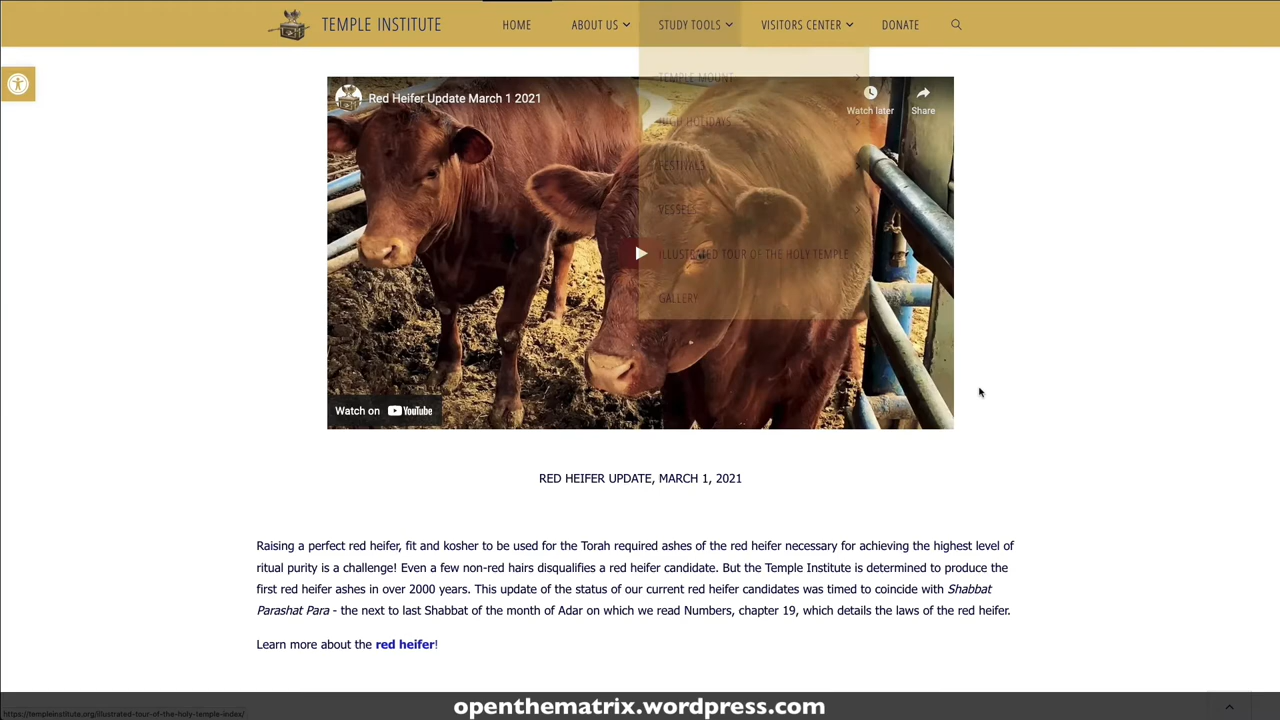 TEMPLE INSTITUTE HOME ABOUT US STUDY TOOLS VISITORS CENTER DONATE
TEMPLE MOUNT
Red Heifer Update March 1 2021
Watch later Share
HIGH HOLIDAYS
FESTIVALS
VESSELS
ILLUSTRATED TOUR OF THE HOLY TEMPLE
GALLERY
Watch on YouTube
RED HEIFER UPDATE, MARCH 1, 2021
Raising a perfect red heifer, fit and kosher to be used for the Torah required ashes of the red heifer necessary for achieving the highest level of
ritual purity is a challenge! Even a few non-red hairs disqualifies a red heifer candidate. But the Temple Institute is determined to produce the
first red heifer ashes in over 2000 years. This update of the status of our current red heifer candidates was timed to coincide with Shabbat
Parashat Para - the next to last Shabbat of the month of Adar on which we read Numbers, chapter 19, which details the laws of the red heifer.
Learn more about the red heifer!
openthematrix.wordpress.com
https://templeinstitute.org/illustrated-tour-of-the-holy-temple-index/